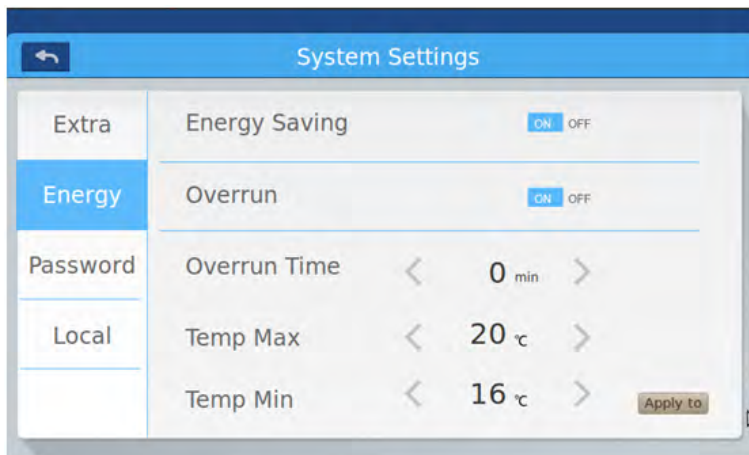 System Settings
Extra
Energy Saving ON OFF
Energy
Overrun ON OFF
Password
Overrun Time 0 min
Local
Temp Max 20 ℃
Temp Min 16 ℃
Apply to